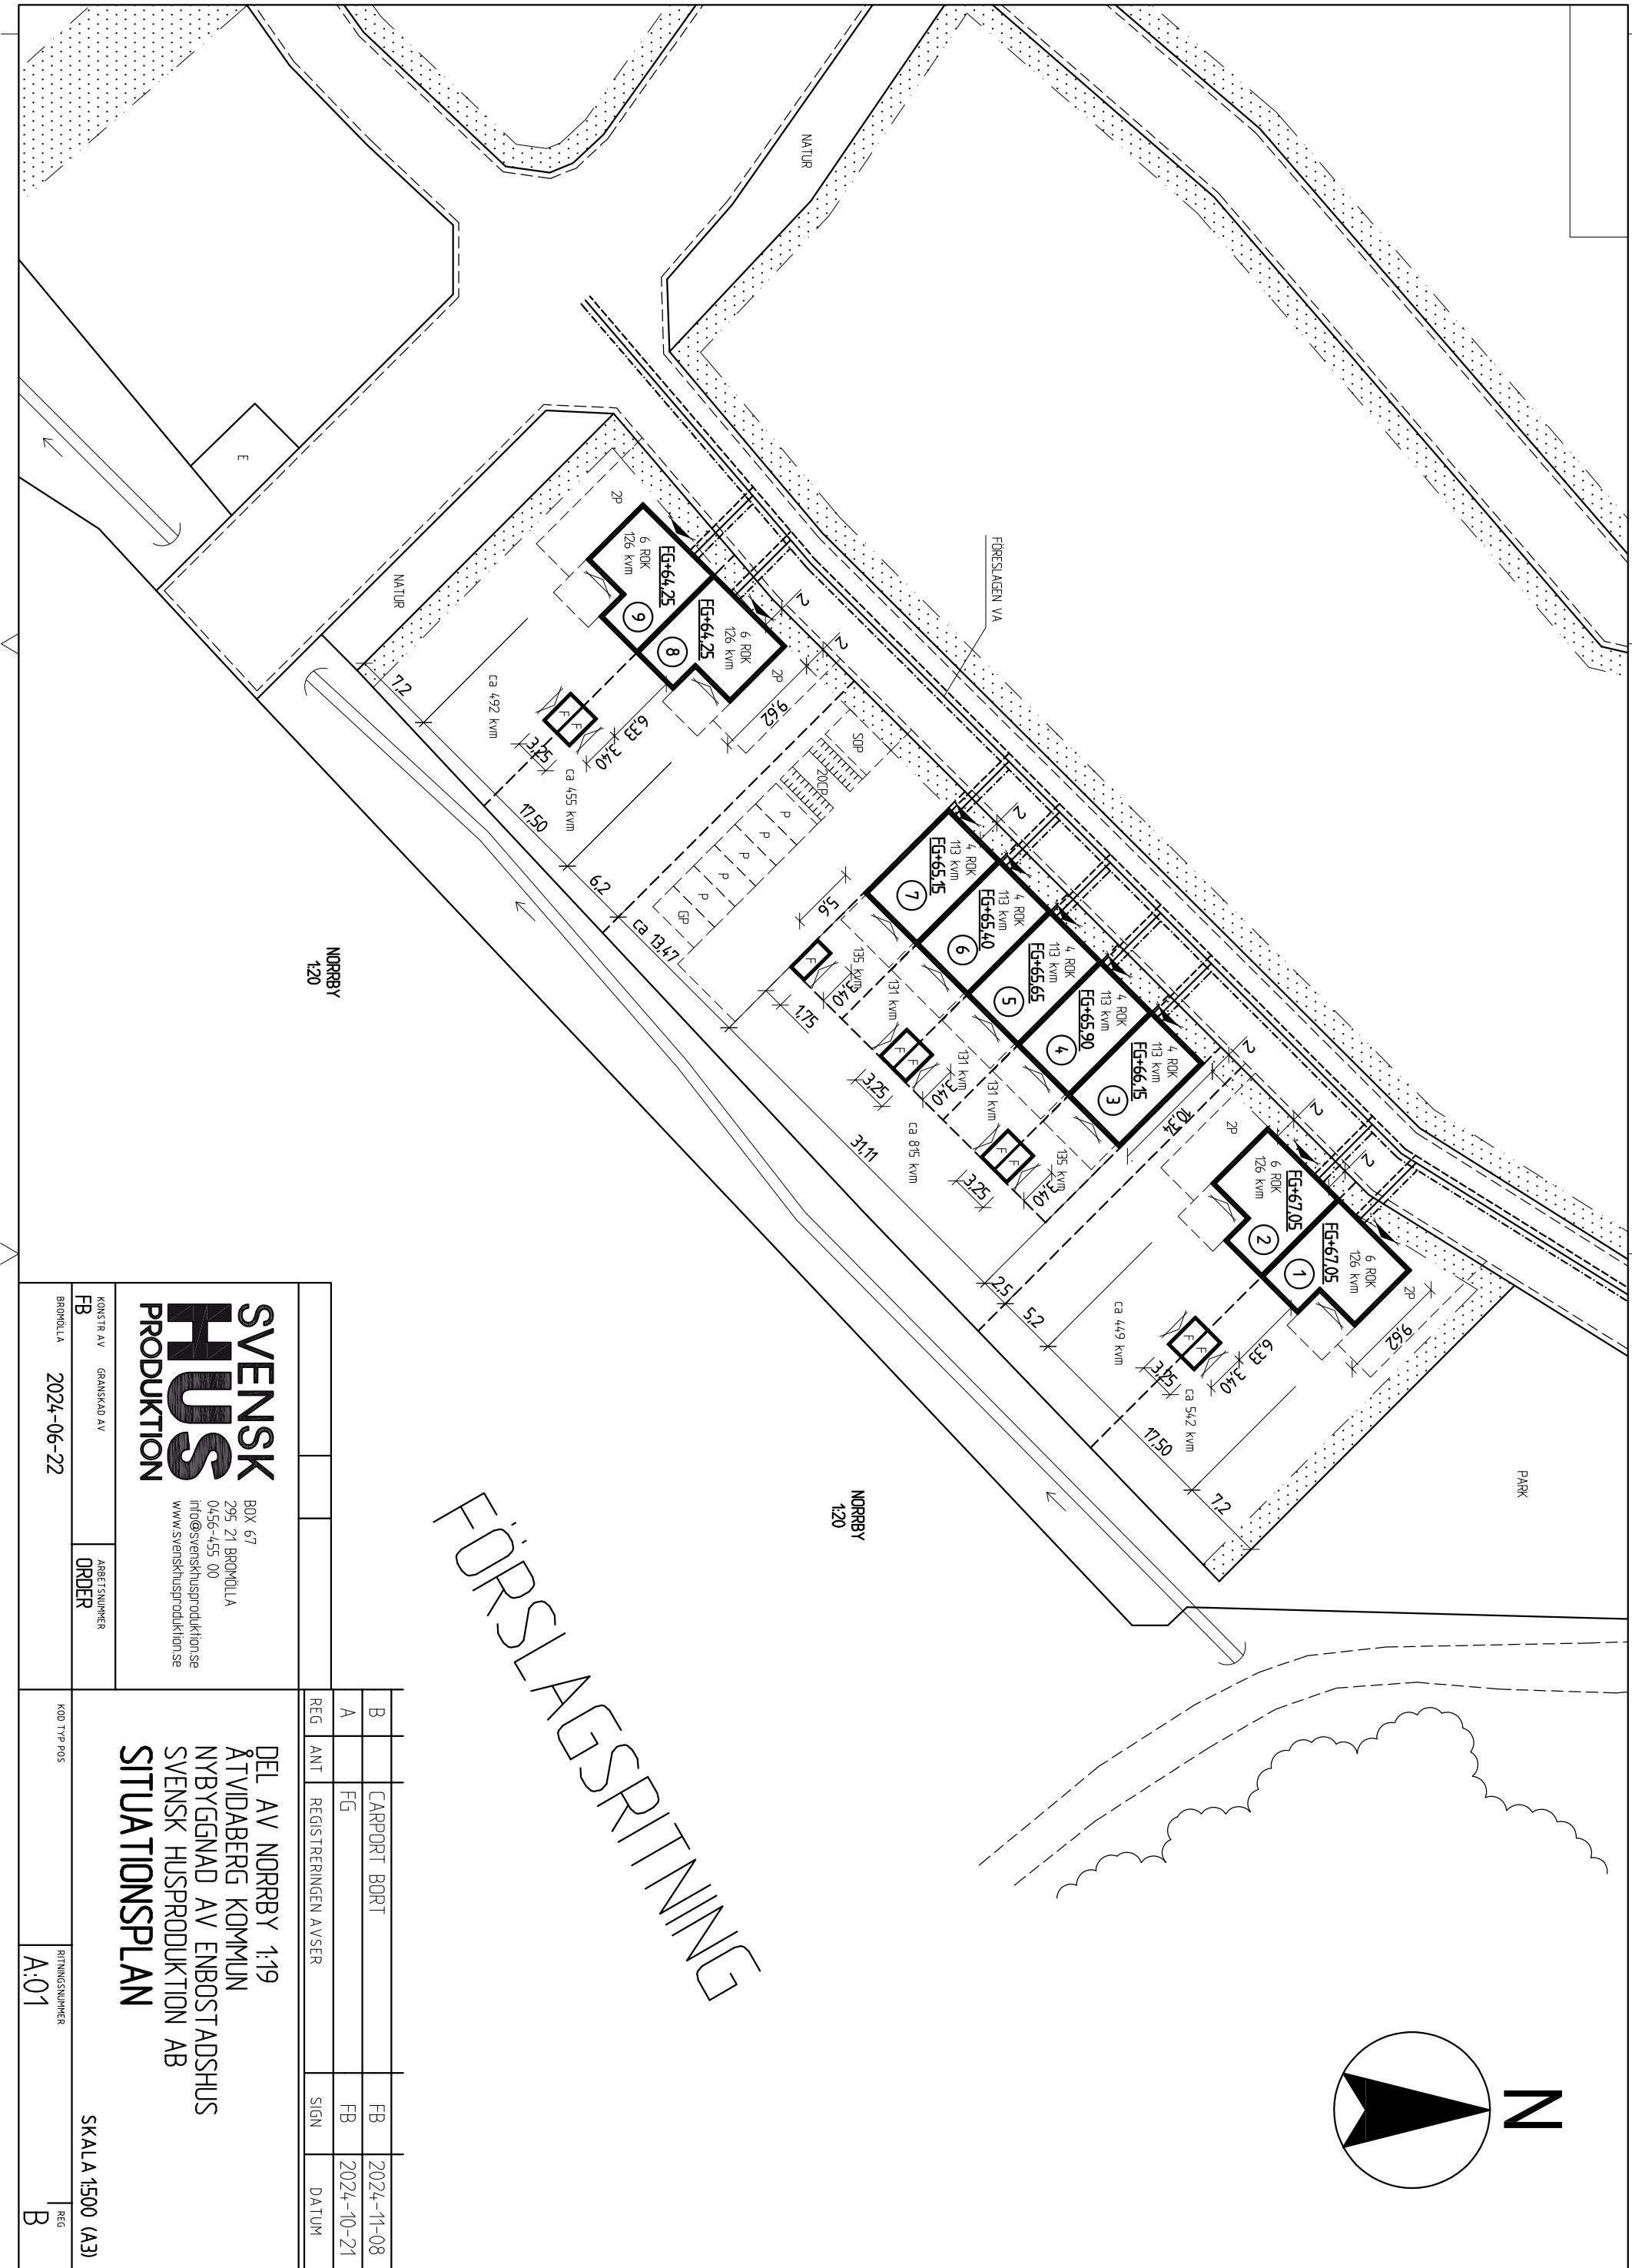 N
PARK
NATUR
FÖRESLAGEN VA
6 ROK
126 kvm
FG+67,05
1
2P
6 ROK
126 kvm
FG+67,05
2
2P
4 ROK
113 kvm
FG+66,15
3
4 ROK
113 kvm
FG+65,90
4
4 ROK
113 kvm
FG+65,65
5
4 ROK
113 kvm
FG+65,40
6
4 ROK
113 kvm
FG+65,15
7
6 ROK
126 kvm
FG+64,25
8
2P
6 ROK
126 kvm
FG+64,25
9
2P
2
2
2
2
2
2
9,62
6,33
3,40
3,25
F
F
ca 542 kvm
ca 449 kvm
17,50
7,2
5,2
2,5
10,34
135 kvm
3,40
3,25
F
F
131 kvm
131 kvm
3,40
3,25
F
F
131 kvm
135 kvm
3,40
1,75
F
5,6
ca 815 kvm
31,11
ca 13,47
SOP
20CP
P
P
P
P
GP
9,62
6,33
3,40
3,25
F
F
ca 455 kvm
ca 492 kvm
6,2
17,50
7,2
NATUR
E
NORRBY
1:20
NORRBY
1:20
FÖRSLAGSRITNING
B CARPORT BORT FB 2024-11-08
A FG FB 2024-10-21
REG ANT REGISTRERINGEN AVSER SIGN DATUM
SVENSK
HUS
PRODUKTION
BOX 67
295 21 BROMÖLLA
0456-455 00
info@svenskhusproduktion.se
www.svenskhusproduktion.se
KONSTR AV GRANSKAD AV
FB
ARBETSNUMMER
ORDER
BROMÖLLA
2024-06-22
DEL AV NORRBY 1:19
ÅTVIDABERG KOMMUN
NYBYGGNAD AV ENBOSTADSHUS
SVENSK HUSPRODUKTION AB
SITUATIONSPLAN
SKALA 1:500 (A3)
KOD TYP POS
RITNINGSNUMMER
A:01
REG
B